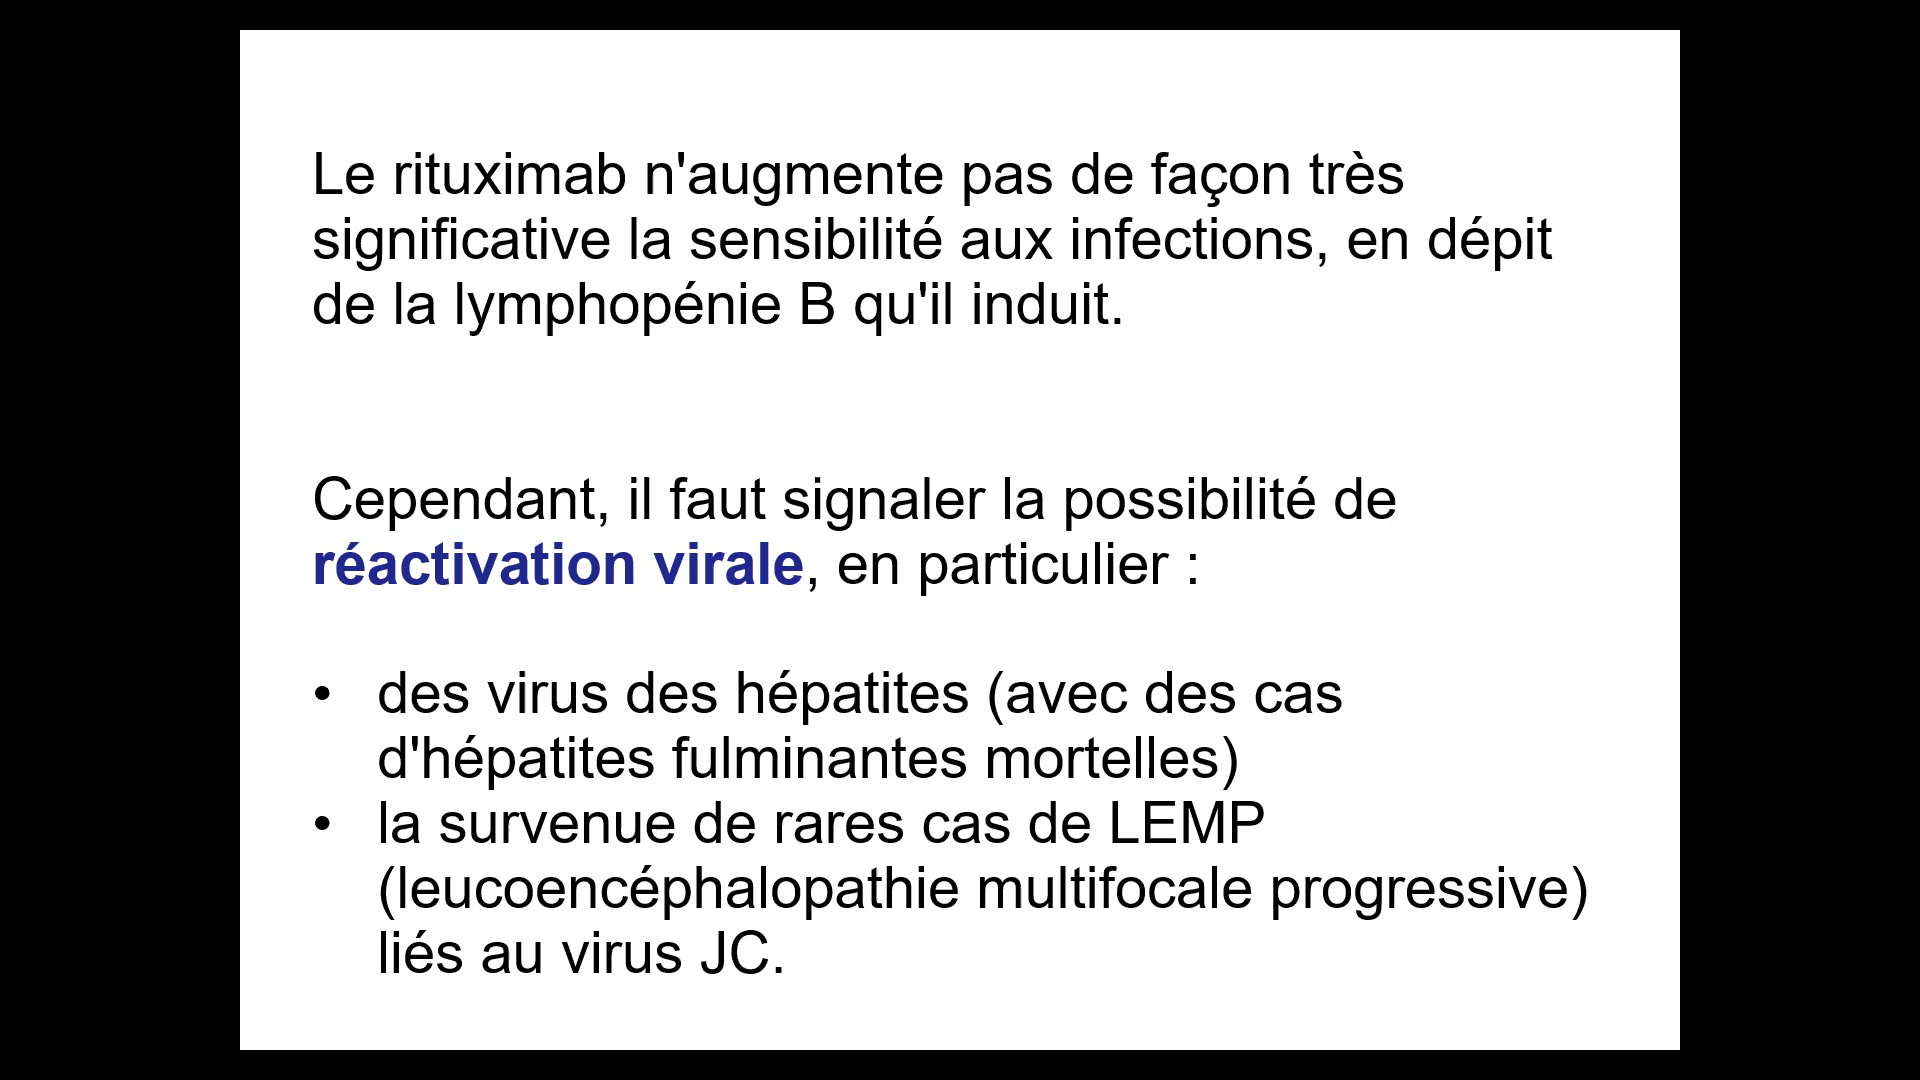 Le rituximab n'augmente pas de façon très
significative la sensibilité aux infections, en dépit
de la lymphopénie B qu'il induit.
Cependant, il faut signaler la possibilité de
réactivation virale, en particulier :
• des virus des hépatites (avec des cas
d'hépatites fulminantes mortelles)
• la survenue de rares cas de LEMP
(leucoencéphalopathie multifocale progressive)
liés au virus JC.